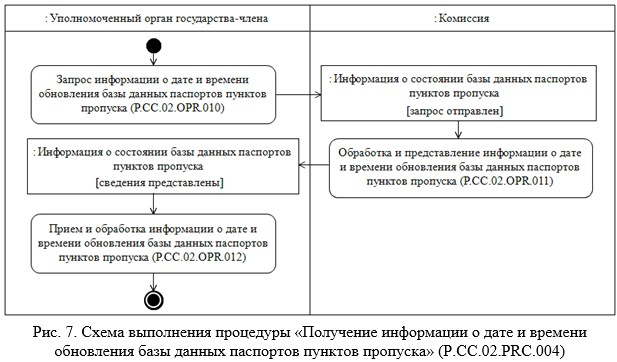 : Уполномоченный орган государства-члена
: Комиссия
Запрос информации о дате и времени
обновления базы данных паспортов пунктов
пропуска (P.CC.02.OPR.010)
: Информация о состоянии базы данных паспортов
пунктов пропуска
[запрос отправлен]
Обработка и представление информации о дате
и времени обновления базы данных паспортов
пунктов пропуска (P.CC.02.OPR.011)
: Информация о состоянии базы данных паспортов
пунктов пропуска
[сведения представлены]
Прием и обработка информации о дате и
времени обновления базы данных паспортов
пунктов пропуска (P.CC.02.OPR.012)
Рис. 7. Схема выполнения процедуры «Получение информации о дате и времени
обновления базы данных паспортов пунктов пропуска» (P.CC.02.PRC.004)